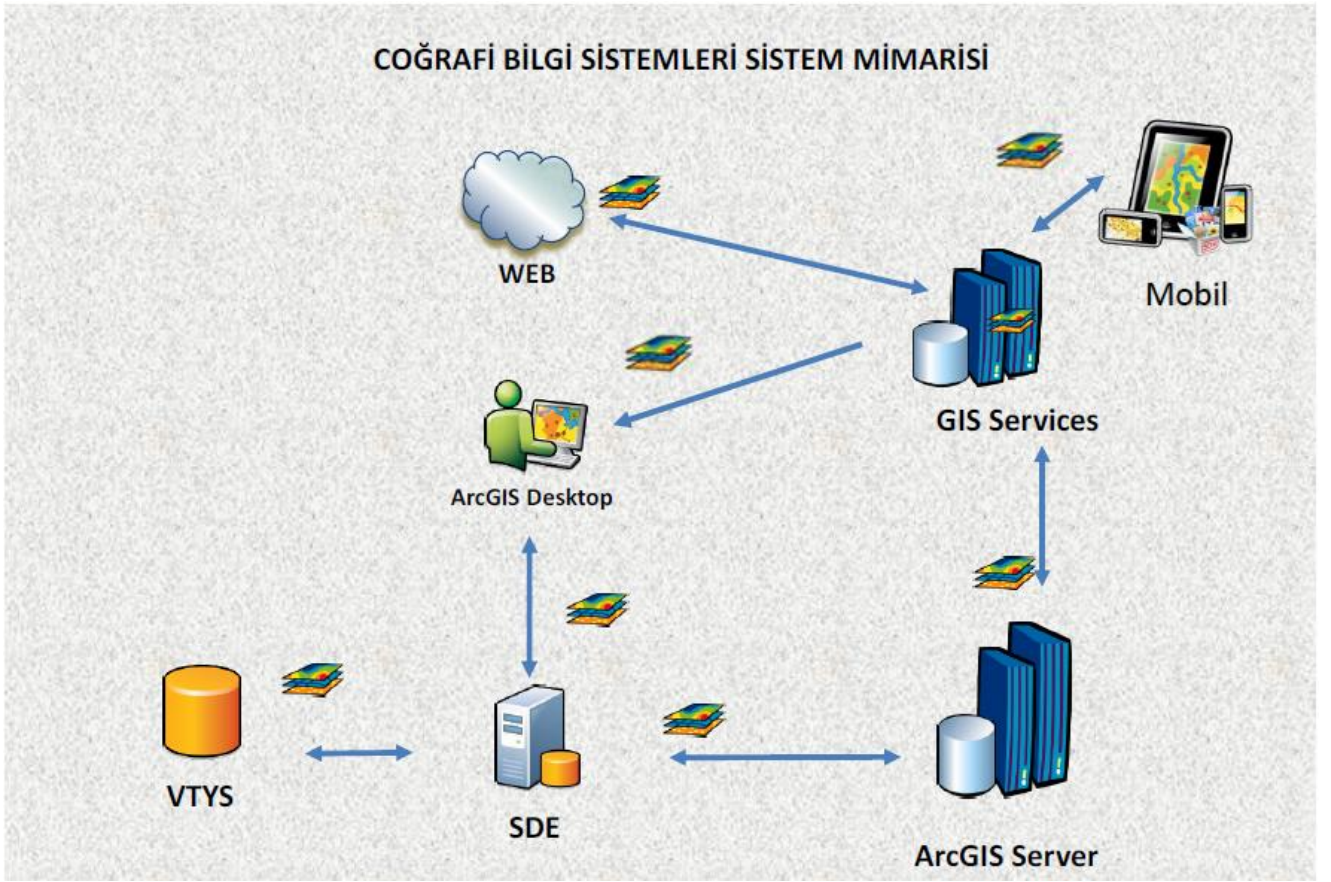 COĞRAFİ BİLGİ SİSTEMLERİ SİSTEM MİMARİSİ
WEB
Mobil
GIS Services
ArcGIS Desktop
VTYS
SDE
ArcGIS Server